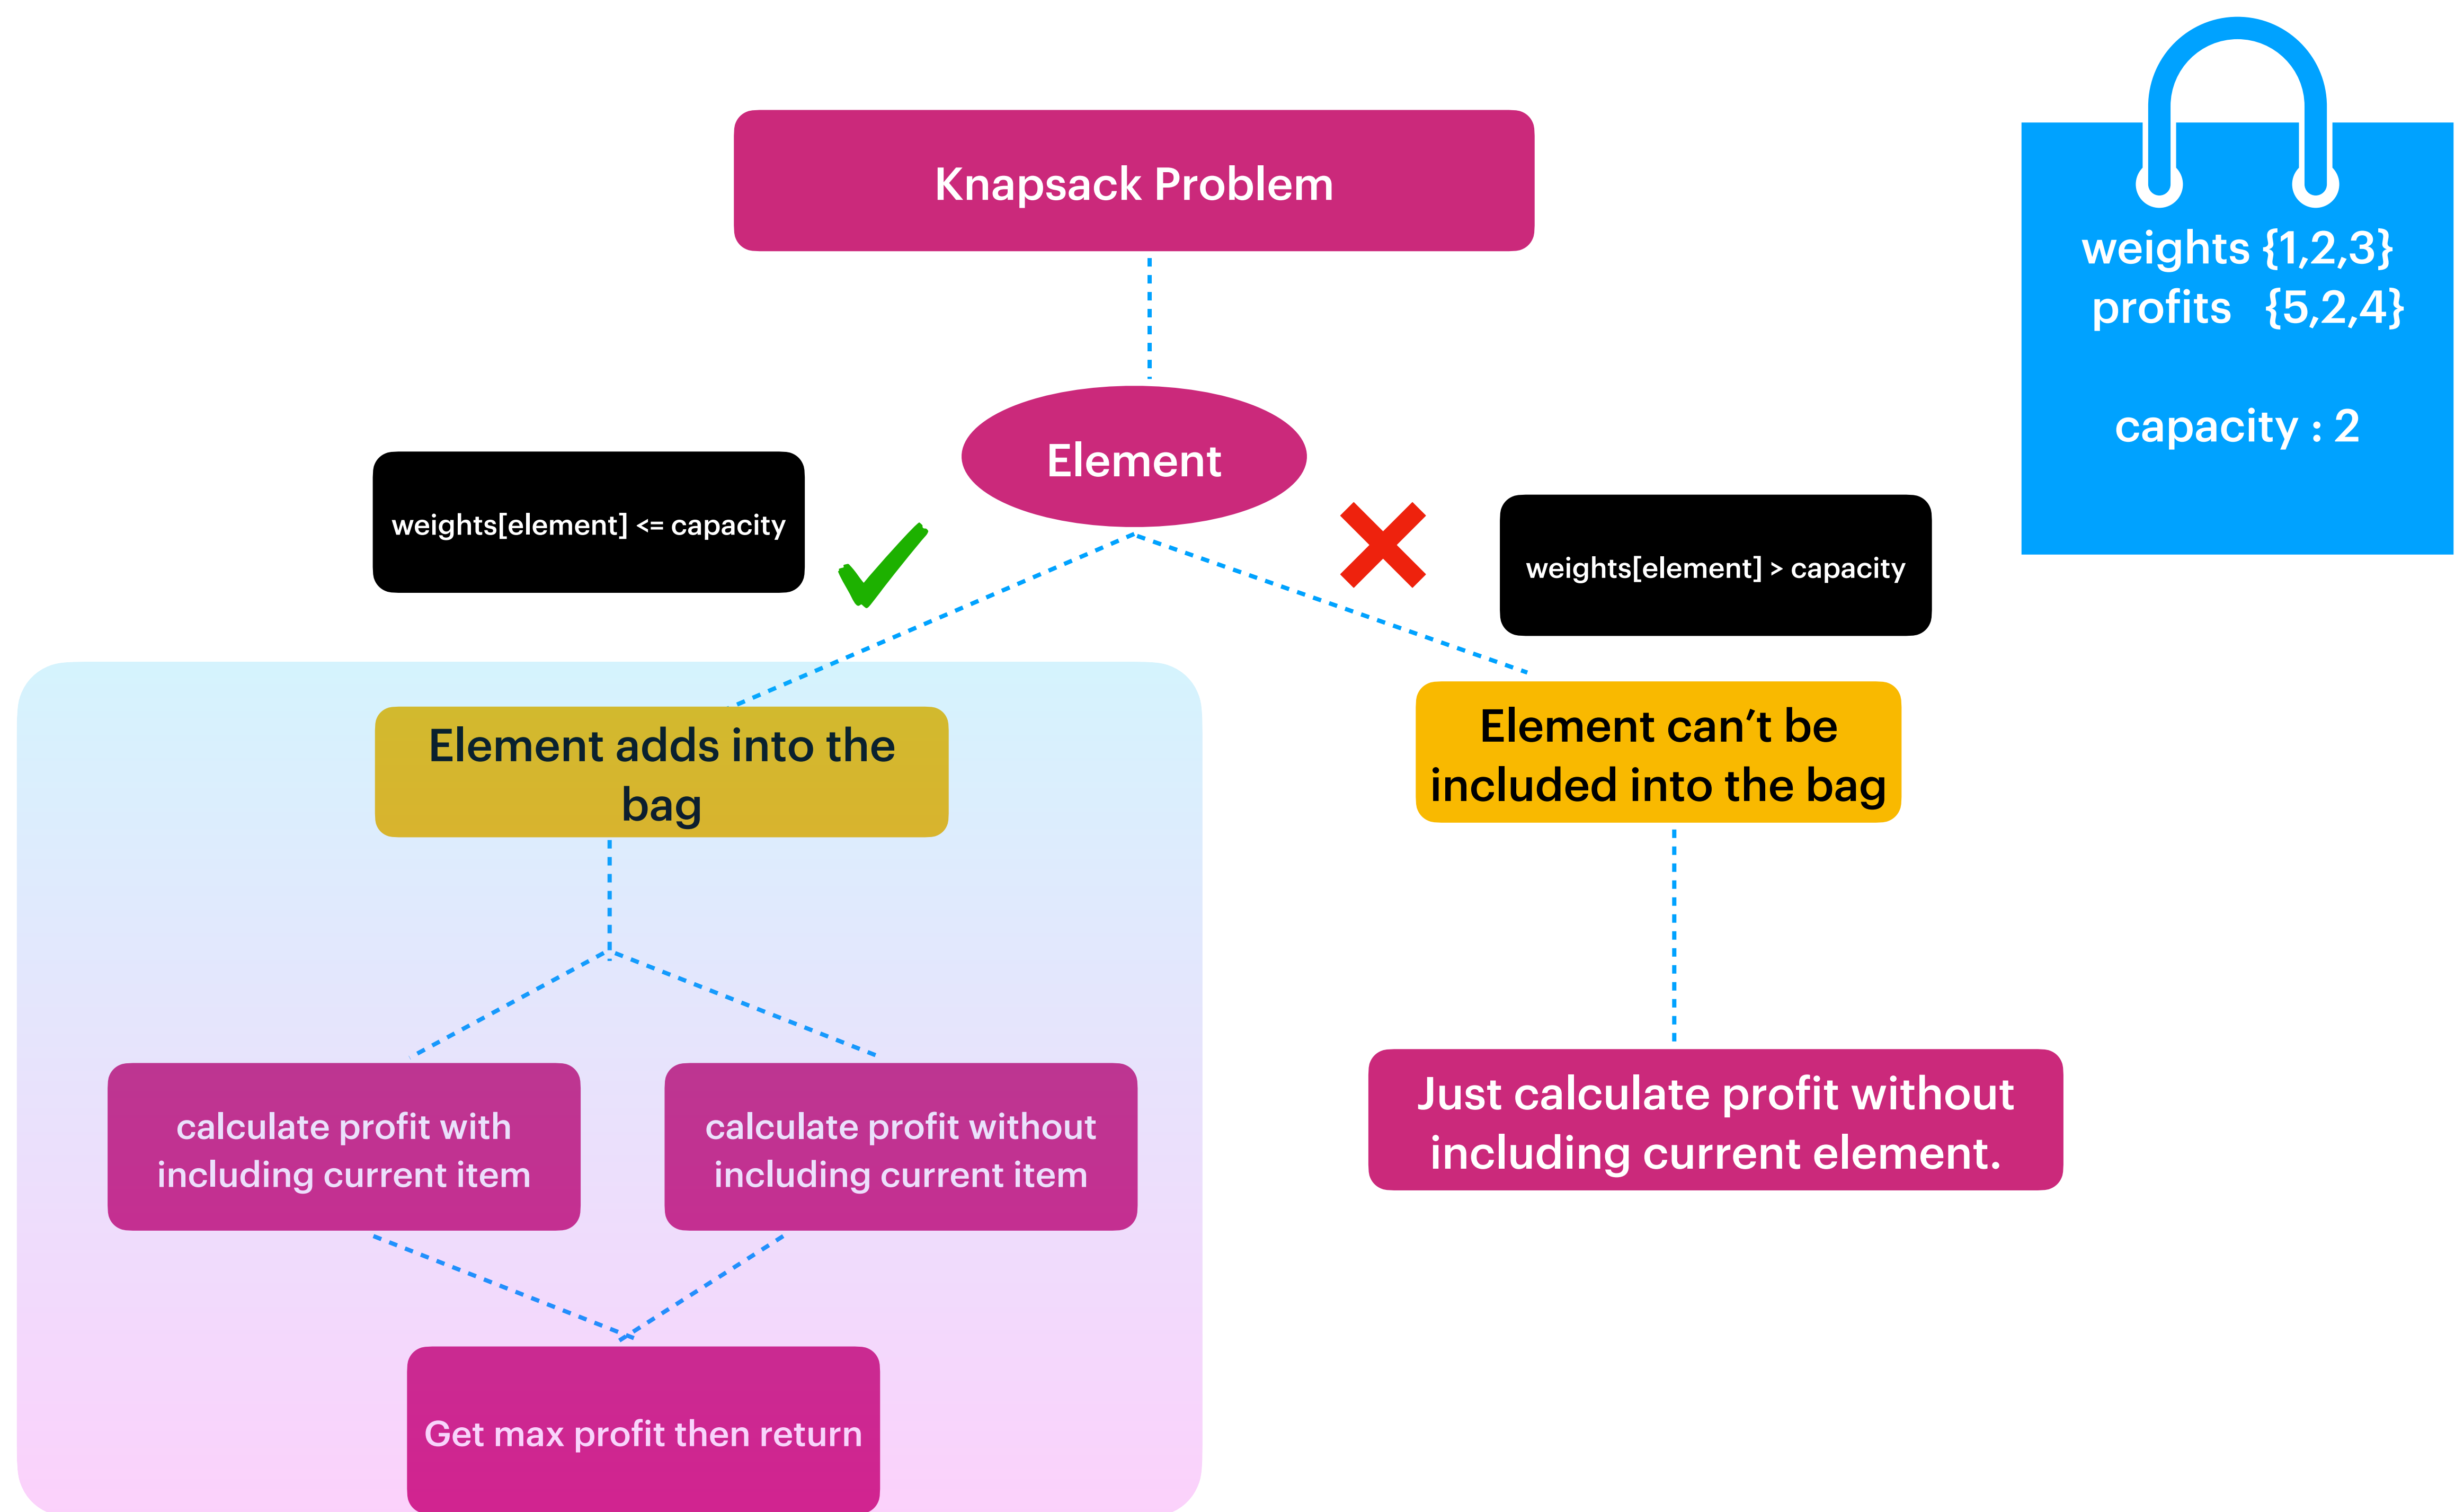 Knapsack Problem
weights {1,2,3}
profits {5,2,4}
capacity : 2
Element
weights[element] <= capacity
weights[element] > capacity
Element adds into the
bag
Element can’t be
included into the bag
calculate profit with
including current item
calculate profit without
including current item
Just calculate profit without
including current element.
Get max profit then return